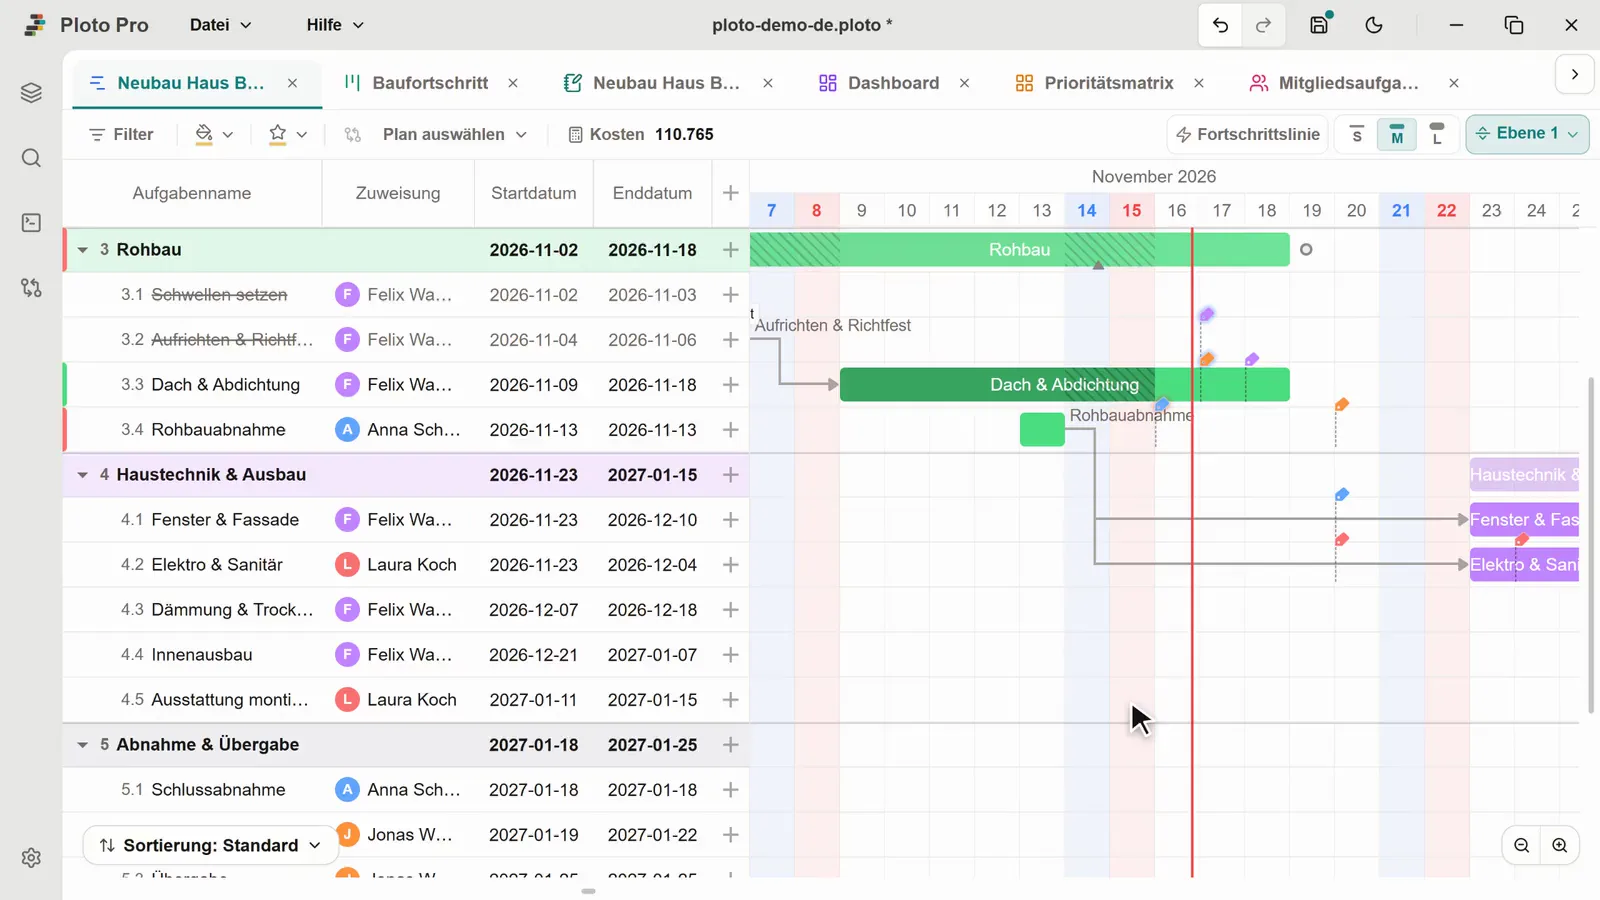 Ploto Pro
Datei
Hilfe
ploto-demo-de.ploto *
Neubau Haus B...
Baufortschritt
Neubau Haus B...
Dashboard
Prioritätsmatrix
Mitgliedsaufga...
Filter
Plan auswählen
Kosten 110.765
Fortschrittslinie
S
M
L
Ebene 1
Aufgabenname
Zuweisung
Startdatum
Enddatum
November 2026
7 8 9 10 11 12 13 14 15 16 17 18 19 20 21 22 23 24 2
3 Rohbau 2026-11-02 2026-11-18
Rohbau
3.1 Schwellen setzen F Felix Wa... 2026-11-02 2026-11-03
t
Aufrichten & Richtfest
3.2 Aufrichten & Richtf... F Felix Wa... 2026-11-04 2026-11-06
3.3 Dach & Abdichtung F Felix Wa... 2026-11-09 2026-11-18
Dach & Abdichtung
Rohbauabnahme
3.4 Rohbauabnahme A Anna Sch... 2026-11-13 2026-11-13
4 Haustechnik & Ausbau 2026-11-23 2027-01-15
Haustechnik &
4.1 Fenster & Fassade F Felix Wa... 2026-11-23 2026-12-10
Fenster & Fas
4.2 Elektro & Sanitär L Laura Koch 2026-11-23 2026-12-04
Elektro & Sani
4.3 Dämmung & Trock... F Felix Wa... 2026-12-07 2026-12-18
4.4 Innenausbau F Felix Wa... 2026-12-21 2027-01-07
4.5 Ausstattung monti... L Laura Koch 2027-01-11 2027-01-15
5 Abnahme & Übergabe 2027-01-18 2027-01-25
5.1 Schlussabnahme A Anna Sch... 2027-01-18 2027-01-18
Sortierung: Standard
J Jonas W... 2027-01-19 2027-01-22
Übergabe Jonas W... 2027-01-25 2027-01-25